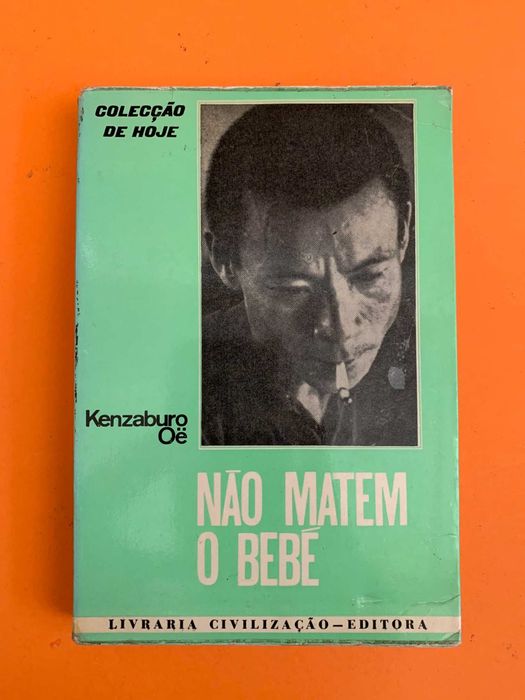 COLECÇÃO
DE HOJE
Kenzaburo
Oë
NÃO MATEM
O BEBÉ
LIVRARIA CIVILIZAÇÃO—EDITORA